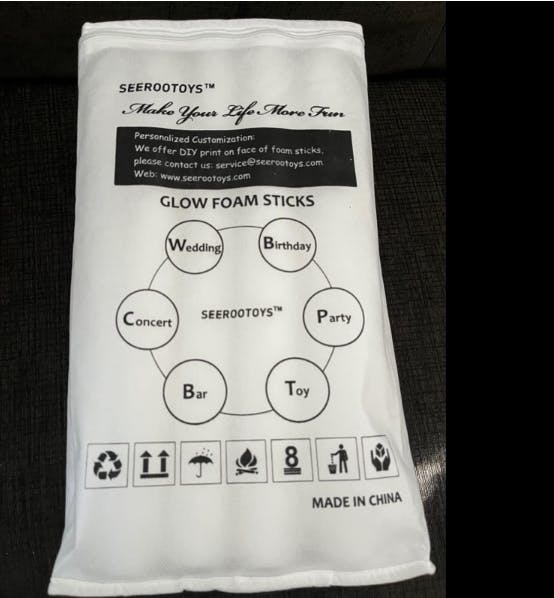 SEEROOTOYS™
Make Your Life More Fun
Personalized Customization:
We offer DIY print on face of foam sticks,
please contact us: service@seerootoys.com
Web: www.seerootoys.com
GLOW FOAM STICKS
Wedding
Birthday
Concert
SEEROOTOYS™
Party
Bar
Toy
8
MADE IN CHINA